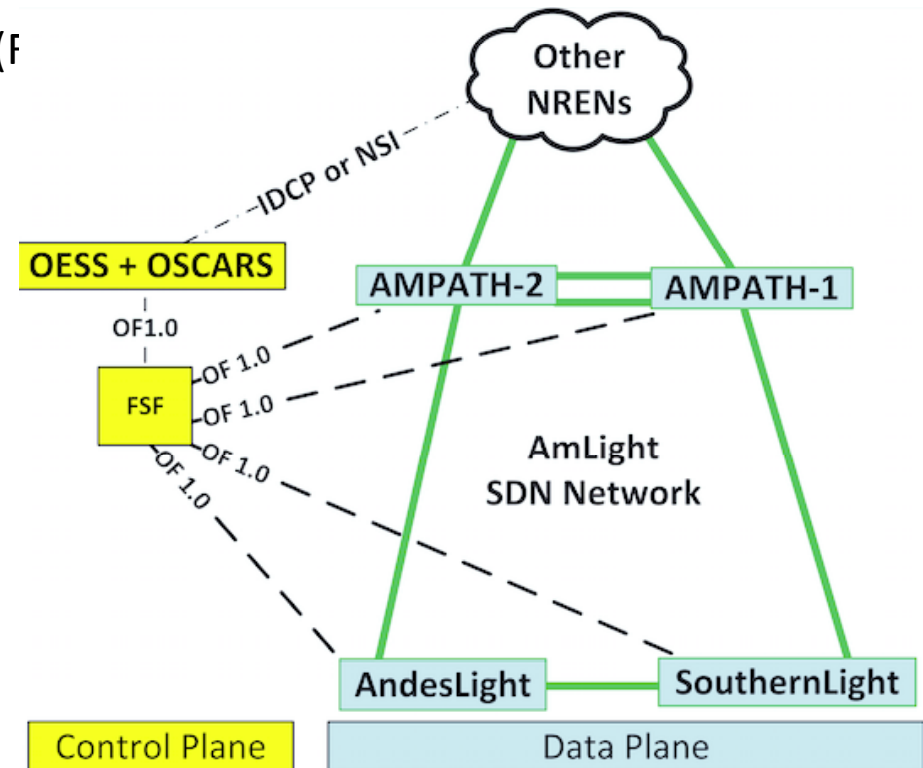 (F
Other
NRENs
IDCP or NSI
OESS + OSCARS
AMPATH-2
AMPATH-1
OF1.0
OF 1.0
FSF
OF 1.0
OF 1.0
OF 1.0
AmLight
SDN Network
AndesLight
SouthernLight
Control Plane
Data Plane